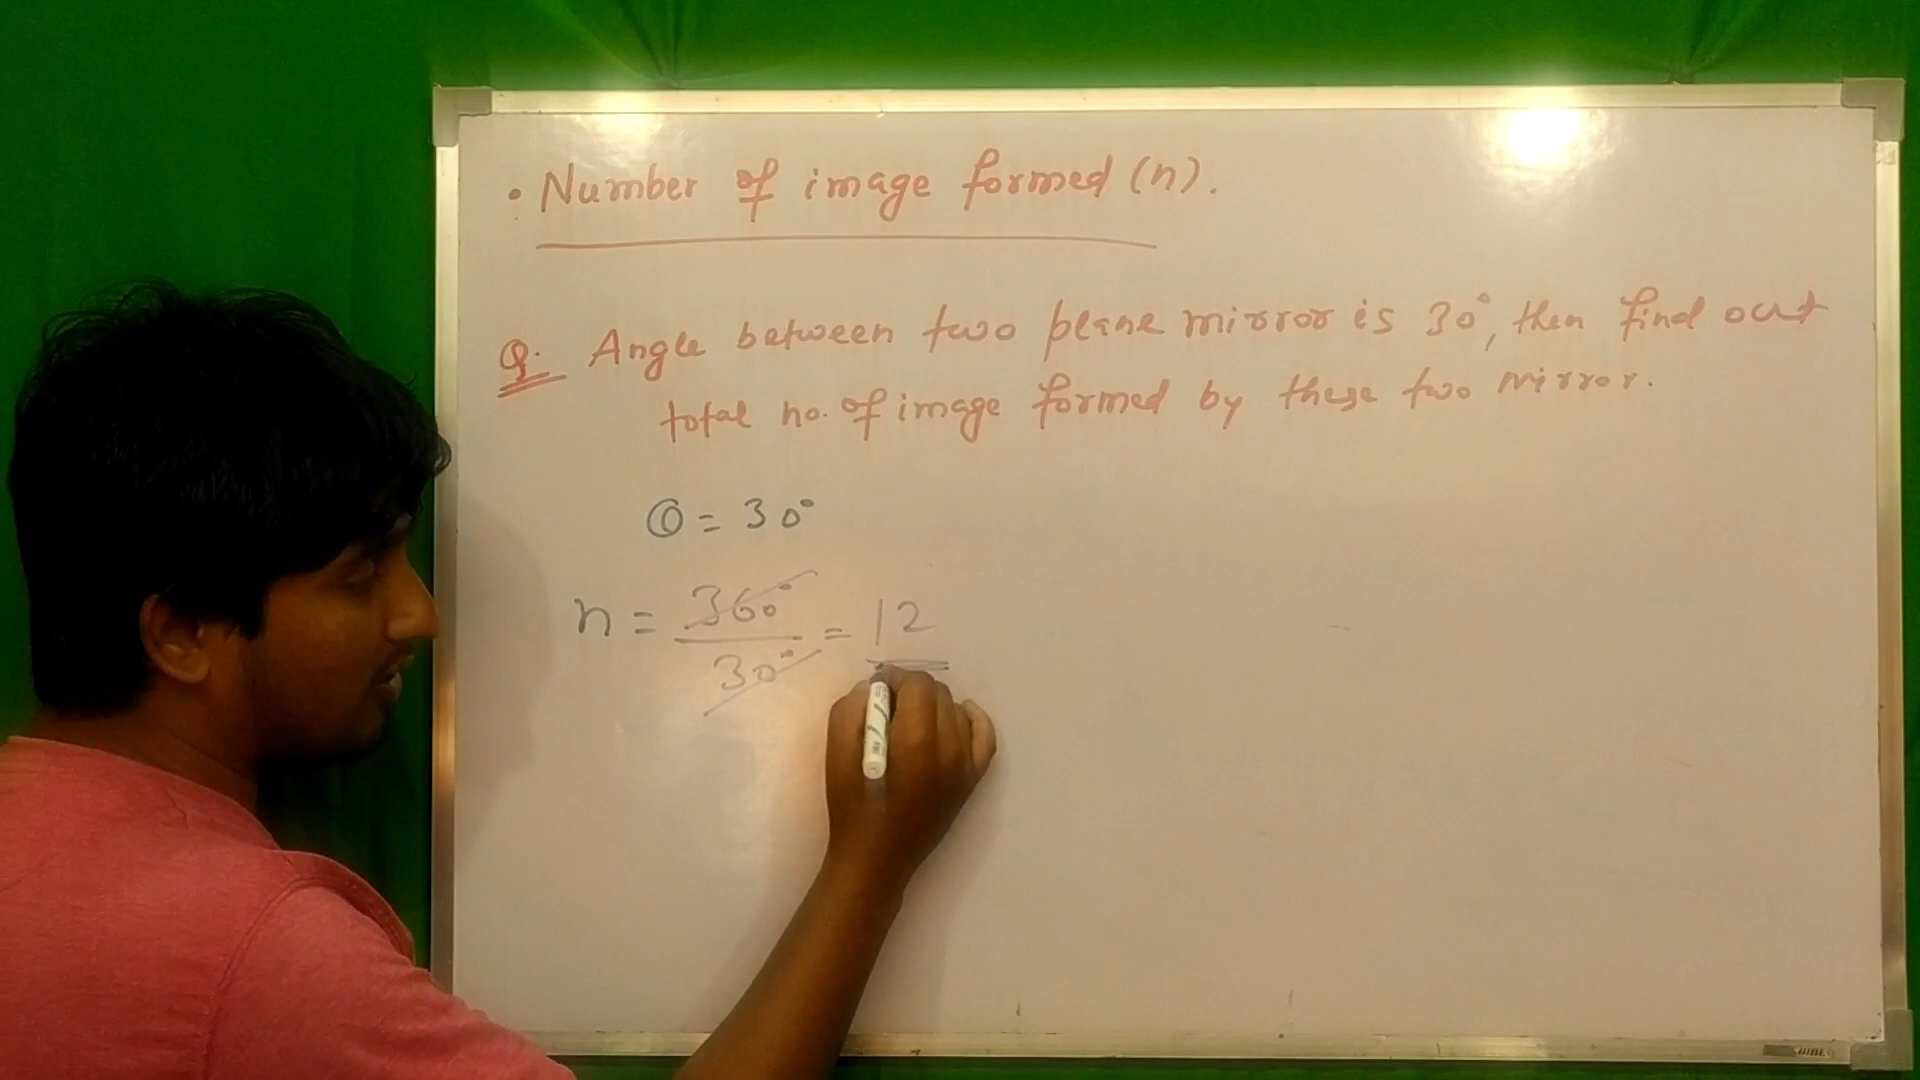 • Number of image formed (n).
Q. Angle between two plane mirror is 30°, then find out
total no. of image formed by these two mirror.
θ = 30°
n = 360° / 30° = 12